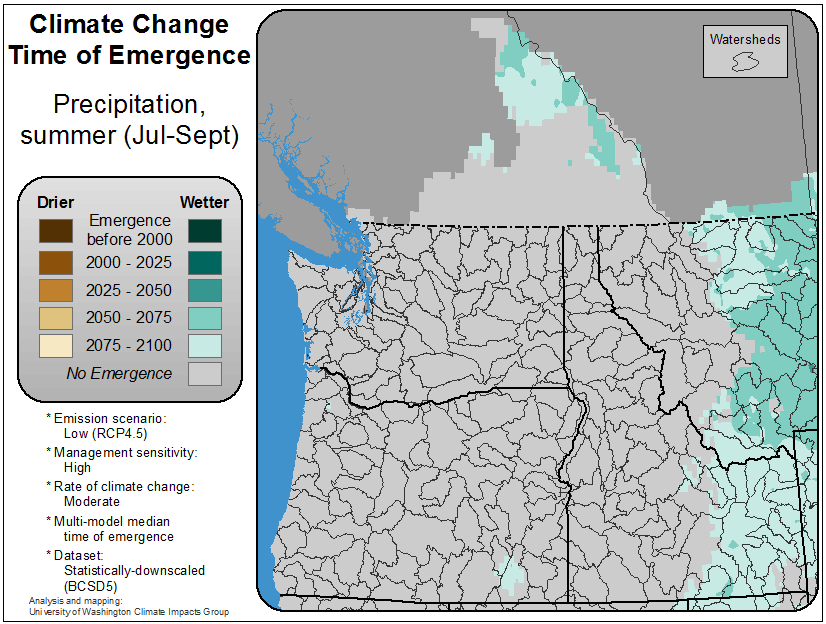 Climate Change
Time of Emergence
Precipitation,
summer (Jul-Sept)
Drier
Wetter
Emergence
before 2000
2000 - 2025
2025 - 2050
2050 - 2075
2075 - 2100
No Emergence
* Emission scenario:
Low (RCP4.5)
* Management sensitivity:
High
* Rate of climate change:
Moderate
* Multi-model median
time of emergence
* Dataset:
Statistically-downscaled
(BCSD5)
Analysis and mapping:
University of Washington Climate Impacts Group
Watersheds